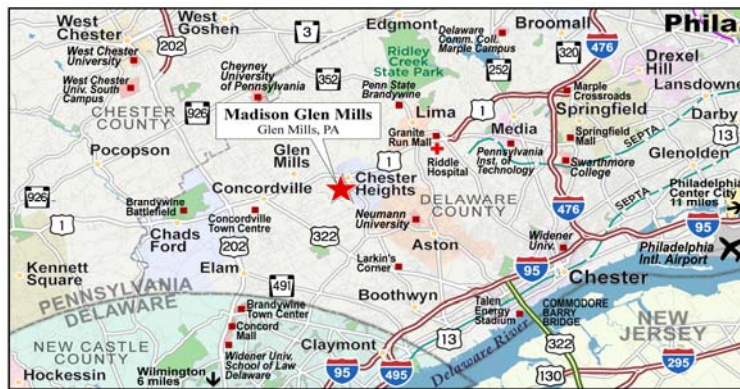 West
Goshen
West
Chester
202
West Chester
University
West Chester
Univ. South
Campus
CHESTER
COUNTY
926
Cheyney
University
of Pennsylvania
3
352
Edgmont
Ridley
Creek
State Park
Delaware
Comm. Coll.
Marple Campus
252
Broomall
320
476
Phila.
Drexel
Hill
Lansdowne
Penn State
Brandywine
Lima
1
Marple
Crossroads
Springfield
Darby
Madison Glen Mills
Glen Mills, PA
Granite
Run Mall
Riddle
Hospital
Media
Pennsylvania
Inst. of
Technology
Springfield
Mall
Swarthmore
College
SEPTA
13
Glenolden
Pocopson
Glen
Mills
1
Chester
Heights
Concordville
DELAWARE
COUNTY
SEPTA
Philadelphia
Center City
11 miles
926
1
Brandywine
Battlefield
Chads
Ford
Concordville
Town Centre
202
322
Neumann
University
Aston
476
Widener
Univ.
95
Philadelphia
Intl. Airport
Kennett
Square
Elam
491
Larkin's
Corner
Boothwyn
95
Chester
PENNSYLVANIA
DELAWARE
Brandywine
Town Center
Concord
Mall
Widener Univ.
School of Law
Delaware
Talen
Energy
Stadium
COMMODORE
BARRY
BRIDGE
NEW
JERSEY
NEW CASTLE
COUNTY
Hockessin
Wilmington
6 miles
Claymont
95
495
13
Delaware River
13
322
130
295